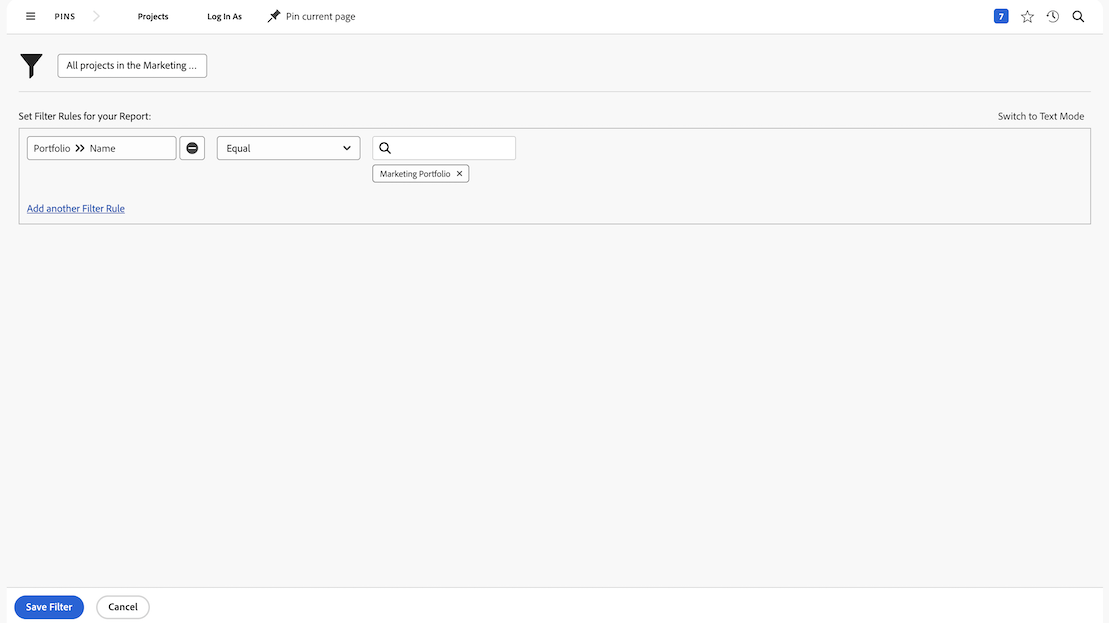 PINS Projects Log In As Pin current page 7
All projects in the Marketing ...
Set Filter Rules for your Report: Switch to Text Mode
Portfolio >> Name Equal
Marketing Portfolio ×
Add another Filter Rule
Save Filter Cancel